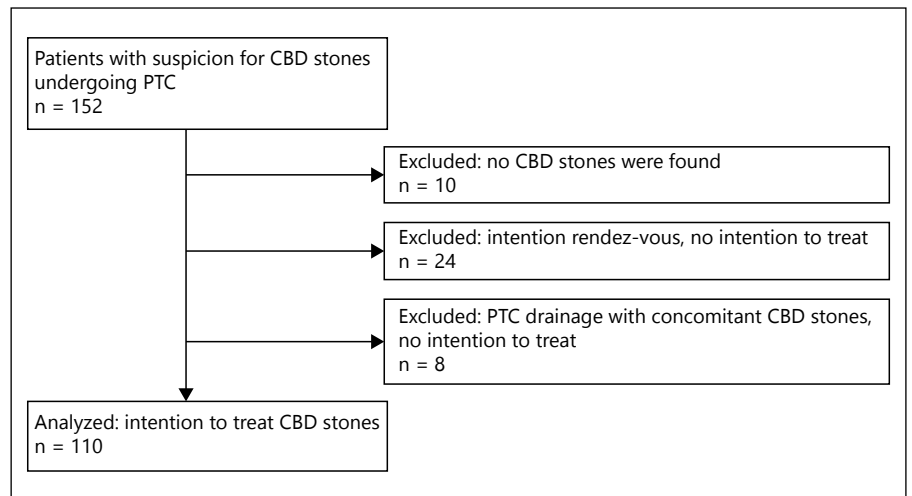 Patients with suspicion for CBD stones
undergoing PTC
n = 152
Excluded: no CBD stones were found
n = 10
Excluded: intention rendez-vous, no intention to treat
n = 24
Excluded: PTC drainage with concomitant CBD stones,
no intention to treat
n = 8
Analyzed: intention to treat CBD stones
n = 110